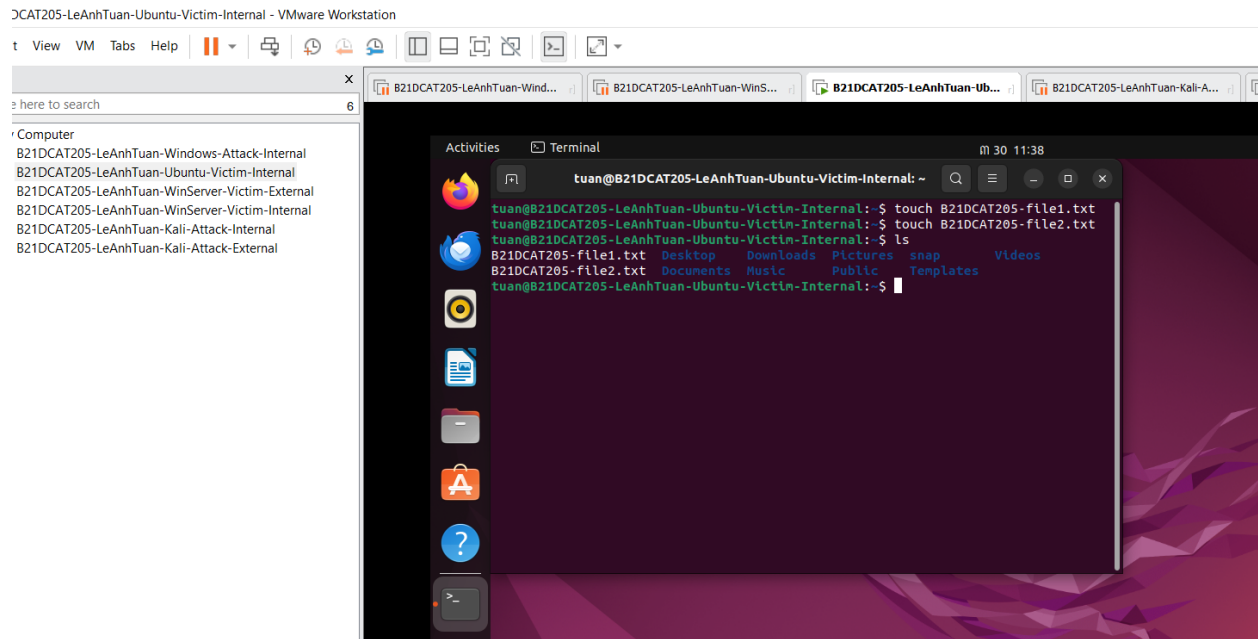 DCAT205-LeAnhTuan-Ubuntu-Victim-Internal - VMware Workstation
t View VM Tabs Help
X
e here to search 6
B21DCAT205-LeAnhTuan-Wind...
B21DCAT205-LeAnhTuan-WinS...
B21DCAT205-LeAnhTuan-Ub...
B21DCAT205-LeAnhTuan-Kali-A...
Computer
B21DCAT205-LeAnhTuan-Windows-Attack-Internal
B21DCAT205-LeAnhTuan-Ubuntu-Victim-Internal
B21DCAT205-LeAnhTuan-WinServer-Victim-External
B21DCAT205-LeAnhTuan-WinServer-Victim-Internal
B21DCAT205-LeAnhTuan-Kali-Attack-Internal
B21DCAT205-LeAnhTuan-Kali-Attack-External
Activities Terminal 30 11:38
tuan@B21DCAT205-LeAnhTuan-Ubuntu-Victim-Internal: ~
tuan@B21DCAT205-LeAnhTuan-Ubuntu-Victim-Internal:~$ touch B21DCAT205-file1.txt
tuan@B21DCAT205-LeAnhTuan-Ubuntu-Victim-Internal:~$ touch B21DCAT205-file2.txt
tuan@B21DCAT205-LeAnhTuan-Ubuntu-Victim-Internal:~$ ls
B21DCAT205-file1.txt Desktop Downloads Pictures snap Videos
B21DCAT205-file2.txt Documents Music Public Templates
tuan@B21DCAT205-LeAnhTuan-Ubuntu-Victim-Internal:~$